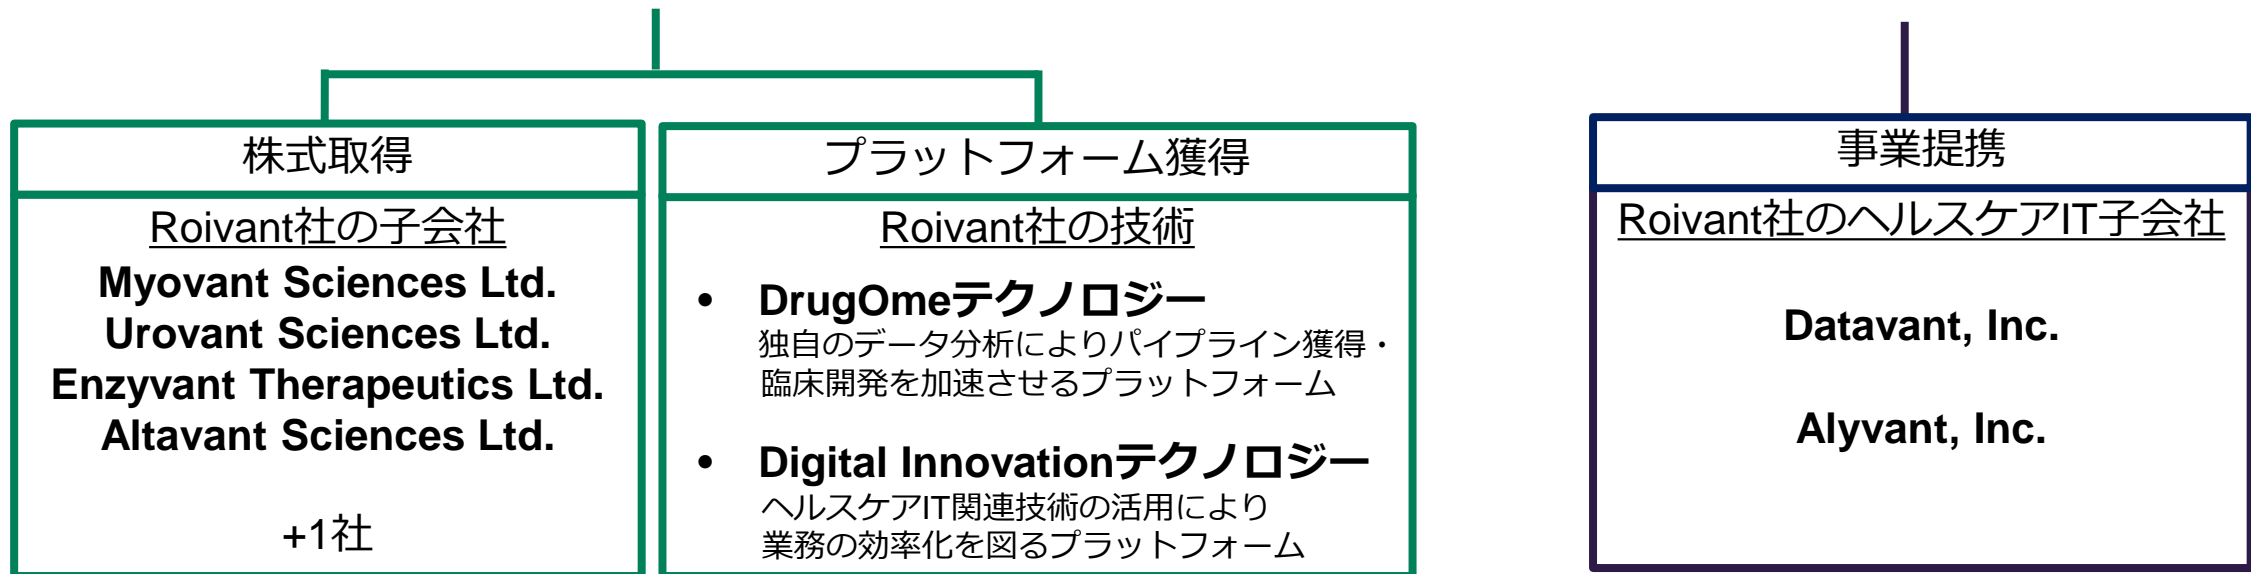 株式取得
Roivant社の子会社
Myovant Sciences Ltd.
Urovant Sciences Ltd.
Enzyvant Therapeutics Ltd.
Altavant Sciences Ltd.
+1社
プラットフォーム獲得
Roivant社の技術
• DrugOmeテクノロジー
独自のデータ分析によりパイプライン獲得・
臨床開発を加速させるプラットフォーム
• Digital Innovationテクノロジー
ヘルスケアIT関連技術の活用により
業務の効率化を図るプラットフォーム
事業提携
Roivant社のヘルスケアIT子会社
Datavant, Inc.
Alyvant, Inc.